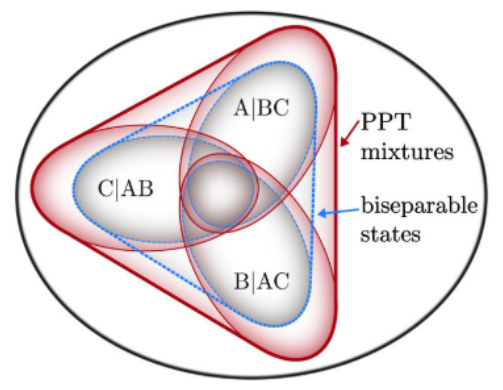 A|BC
PPT
mixtures
C|AB
biseparable
states
B|AC